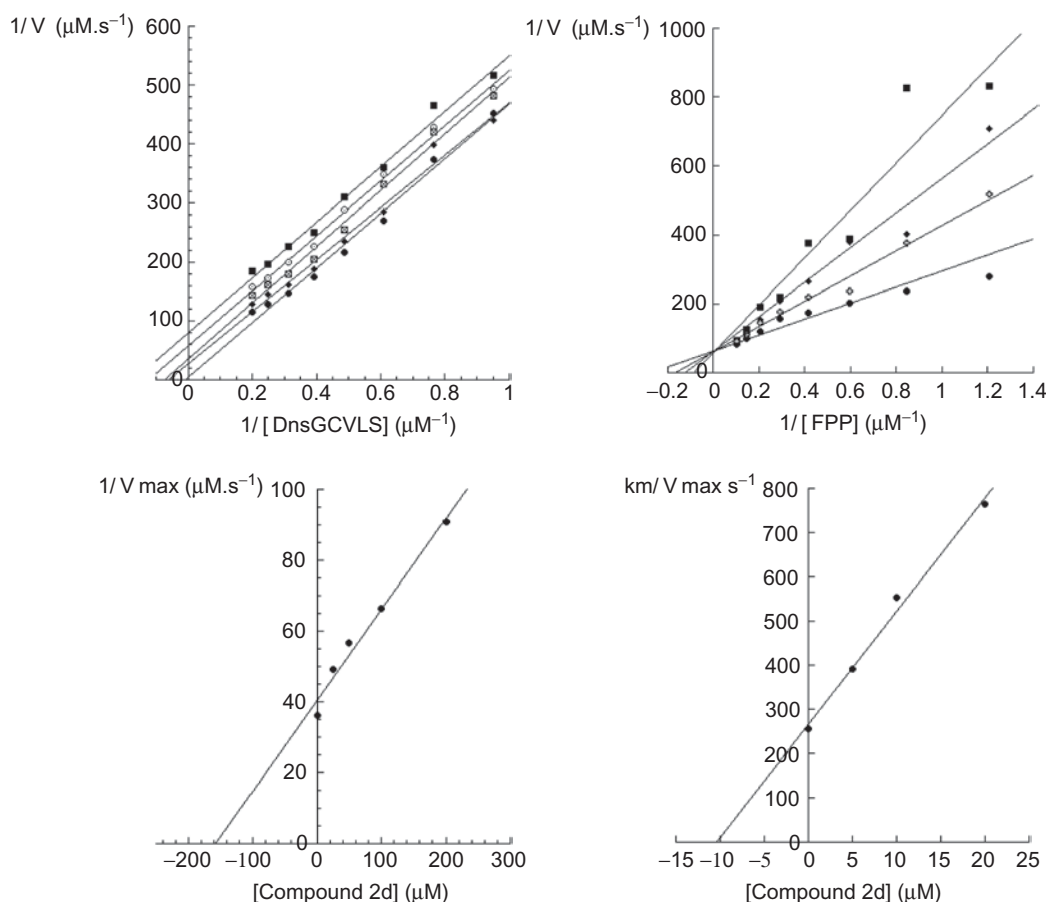 1/ V (μM.s⁻¹)
600
500
400
300
200
100
0
0 0.2 0.4 0.6 0.8 1
1/ [ DnsGCVLS] (μM⁻¹)
1/ V (μM.s⁻¹)
1000
800
600
400
200
0
−0.2 0 0.2 0.4 0.6 0.8 1 1.2 1.4
1/ [ FPP] (μM⁻¹)
1/ V max (μM.s⁻¹)
100
80
60
40
20
0
−200 −100 0 100 200 300
[Compound 2d] (μM)
km/ V max s⁻¹
800
700
600
500
400
300
200
100
0
−15 −10 −5 0 5 10 15 20 25
[Compound 2d] (μM)